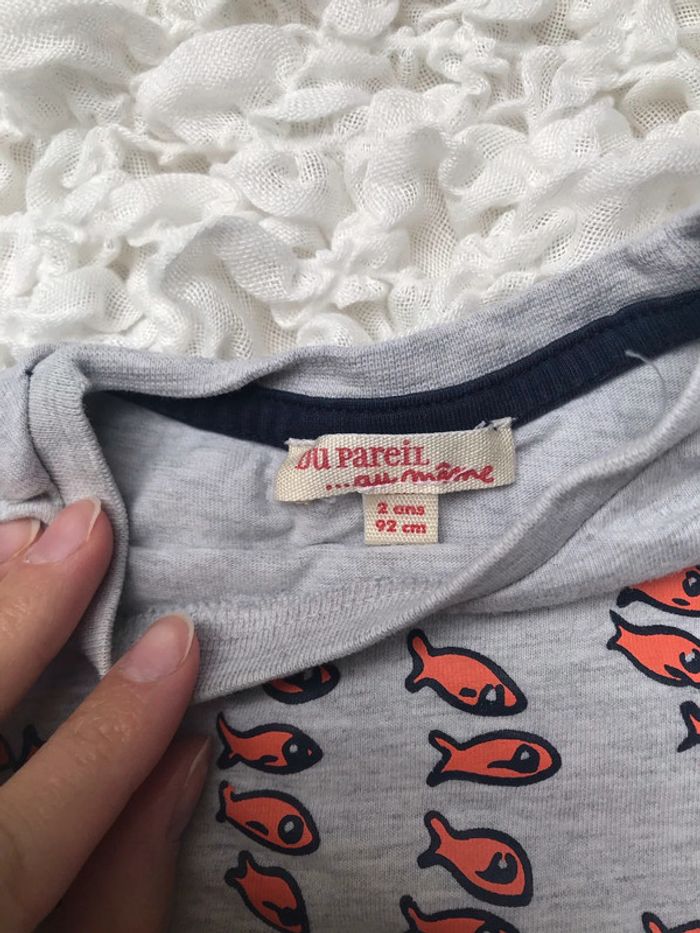 DU PAREIL
...au même
2 ans
92 cm